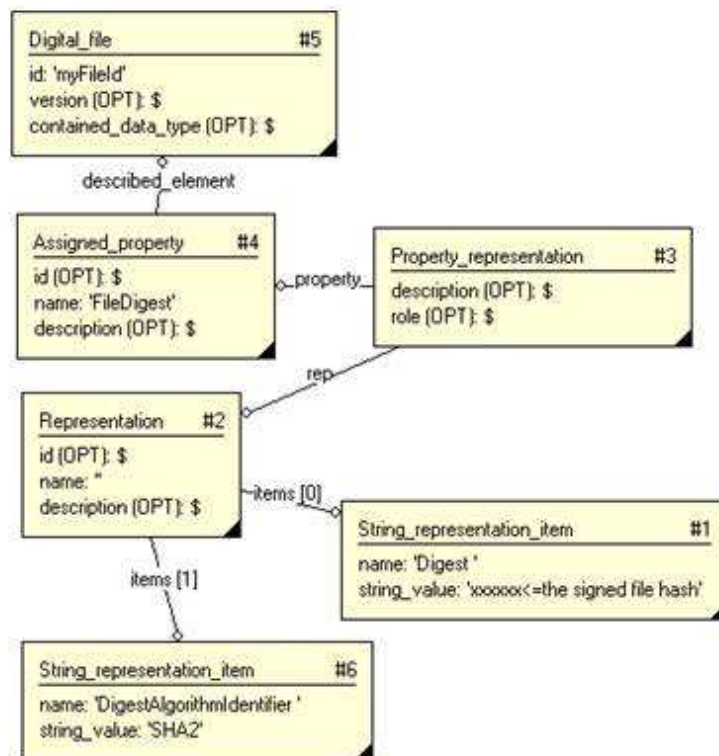 Digital_file #5
id: 'myFileId'
version (OPT): $
contained_data_type (OPT): $
described_element
Assigned_property #4
id (OPT): $
name: 'FileDigest'
description (OPT): $
property
Property_representation #3
description (OPT): $
role (OPT): $
rep
Representation #2
id (OPT): $
name: ''
description (OPT): $
items [0]
String_representation_item #1
name: 'Digest '
string_value: 'xxxxxx<=the signed file hash'
items [1]
String_representation_item #6
name: 'DigestAlgorithmIdentifier '
string_value: 'SHA2'